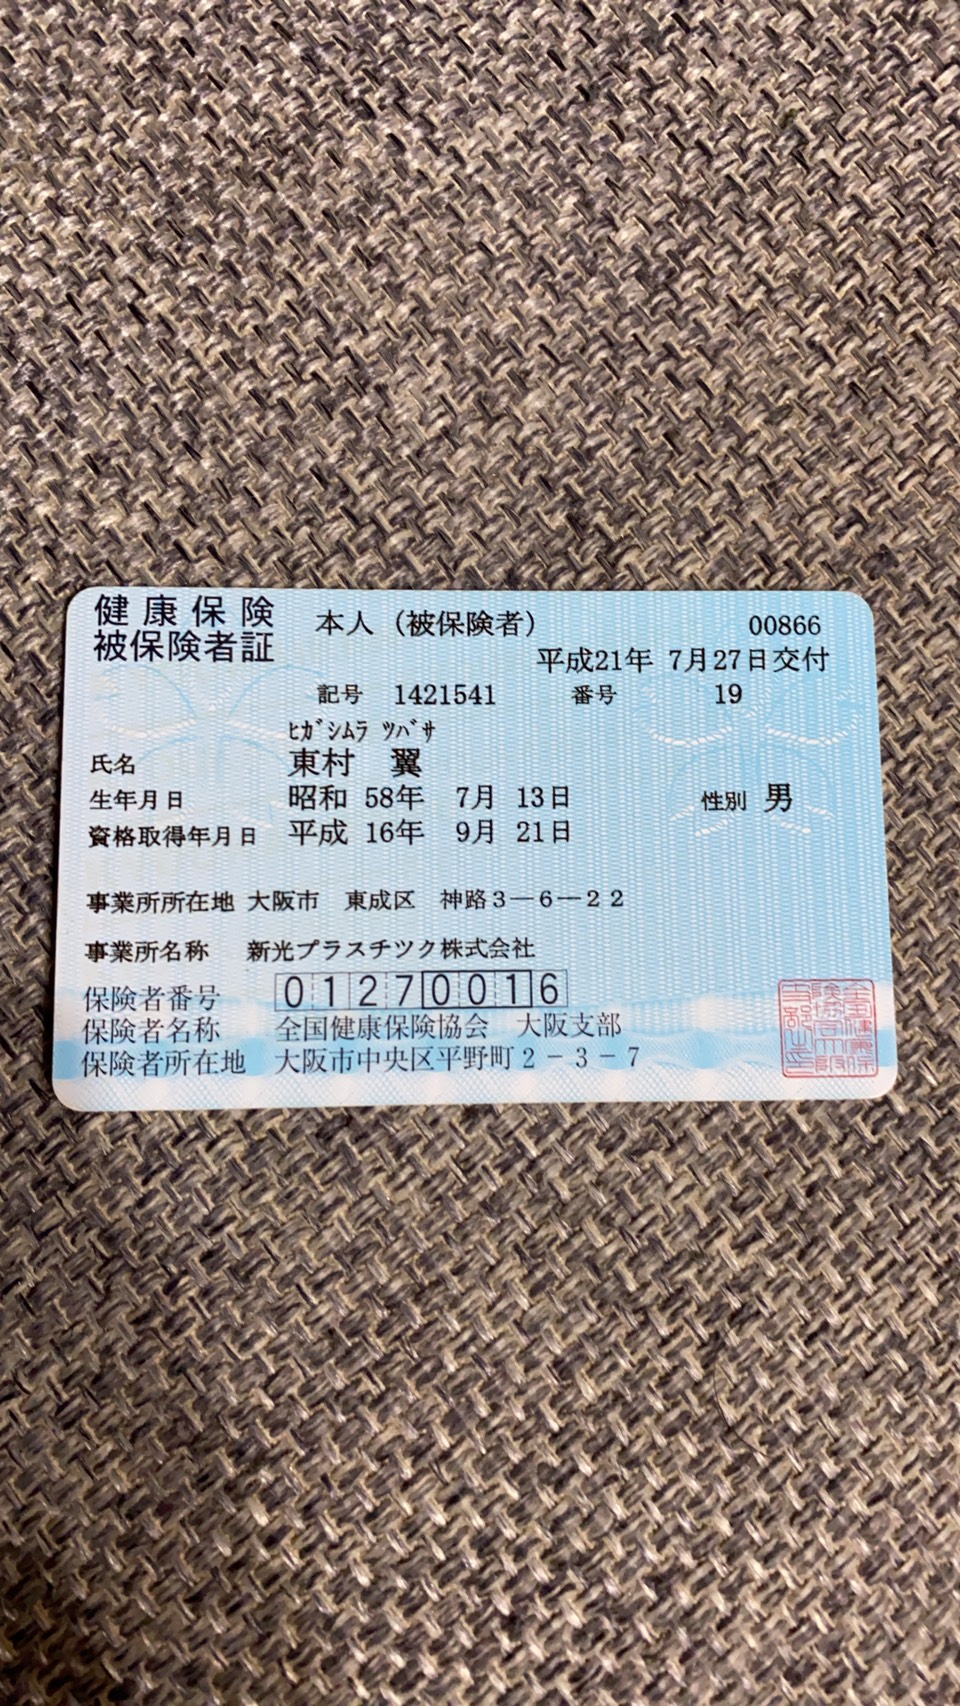 健康保険
被保険者証
本人（被保険者）
00866
平成21年 7月27日交付
記号 1421541 番号 19
ﾋｶﾞｼﾑﾗ ﾂﾊﾞｻ
氏名 東村 翼
生年月日 昭和 58年 7月 13日 性別 男
資格取得年月日 平成 16年 9月 21日
事業所所在地 大阪市 東成区 神路３―６―２２
事業所名称 新光プラスチツク株式会社
保険者番号 01270016
保険者名称 全国健康保険協会 大阪支部
保険者所在地 大阪市中央区平野町２－３－７